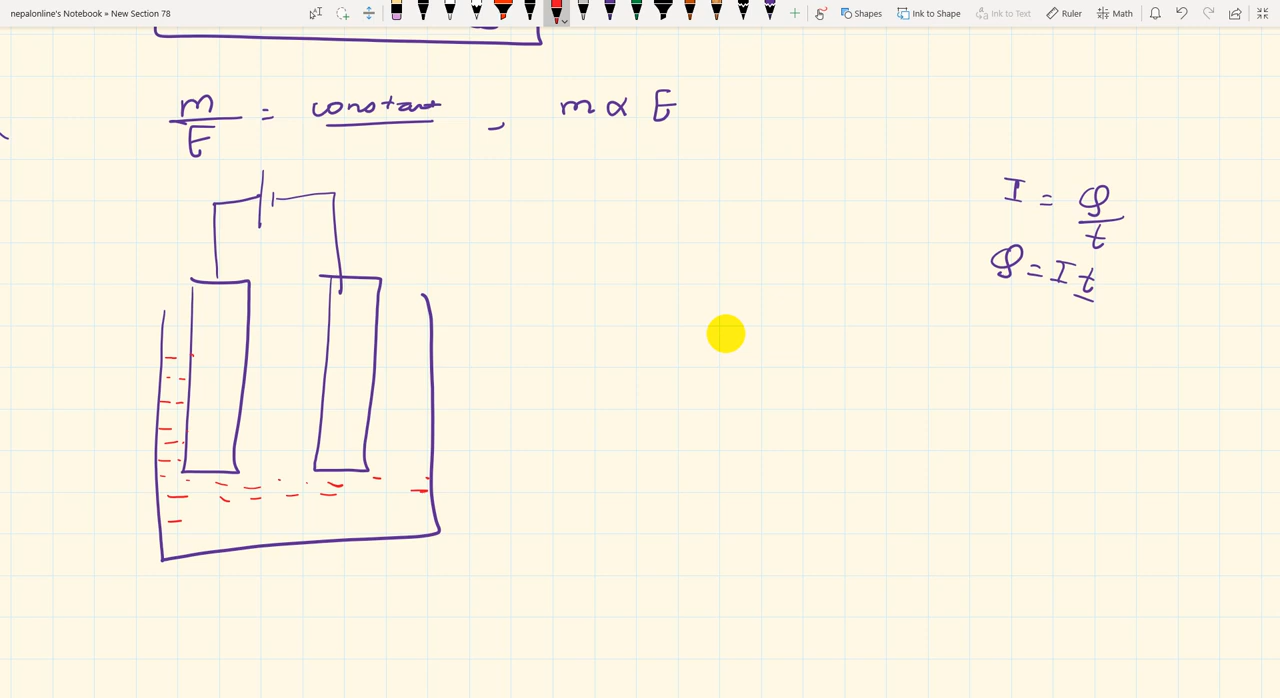 nepalonline's Notebook » New Section 78
Shapes Ink to Shape Ink to Text Ruler Math
m/E = constant, m ∝ E
I = Q/t
Q = It